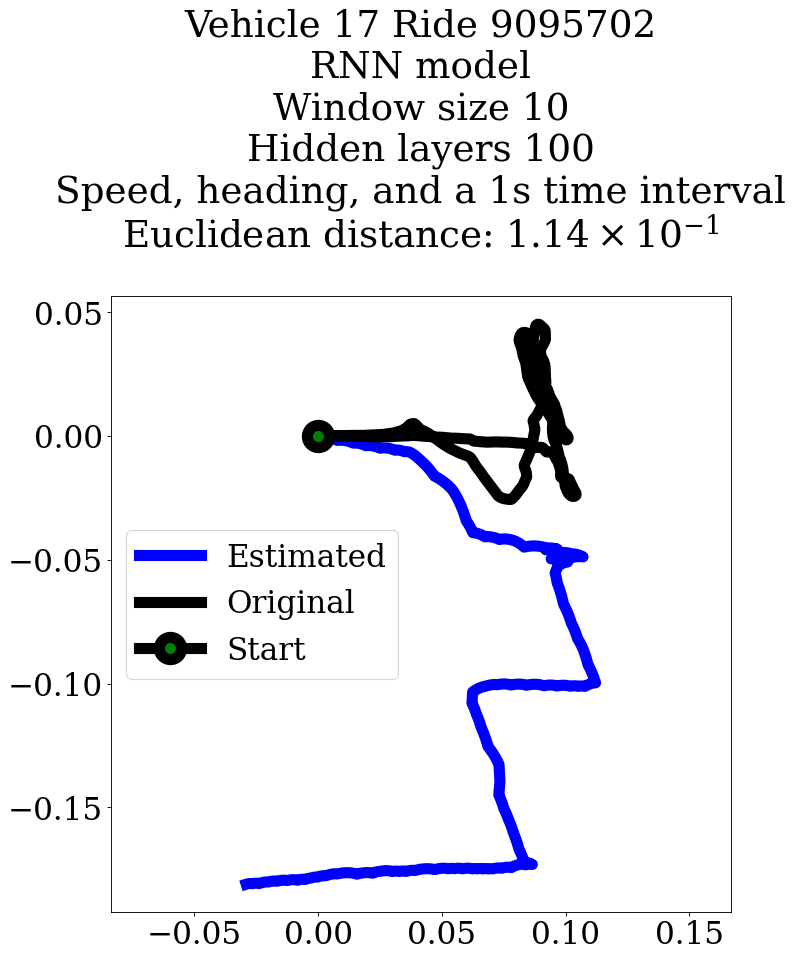 Vehicle 17 Ride 9095702
RNN model
Window size 10
Hidden layers 100
Speed, heading, and a 1s time interval
Euclidean distance: 1.14 × 10⁻¹
0.05
0.00
−0.05
−0.10
−0.15
Estimated
Original
Start
−0.05 0.00 0.05 0.10 0.15